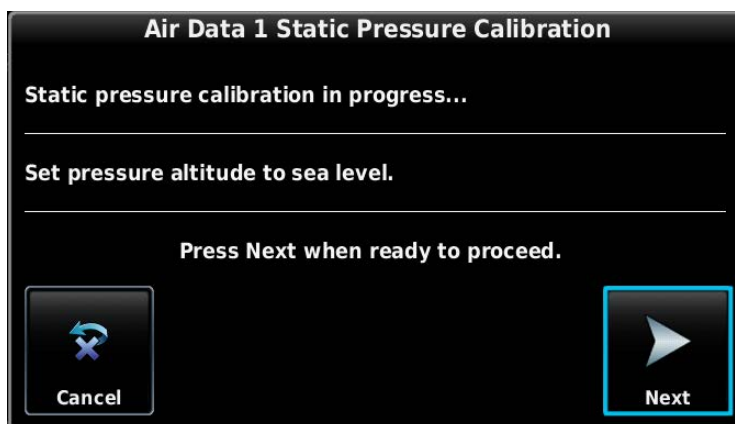 Air Data 1 Static Pressure Calibration
Static pressure calibration in progress...
Set pressure altitude to sea level.
Press Next when ready to proceed.
Cancel
Next